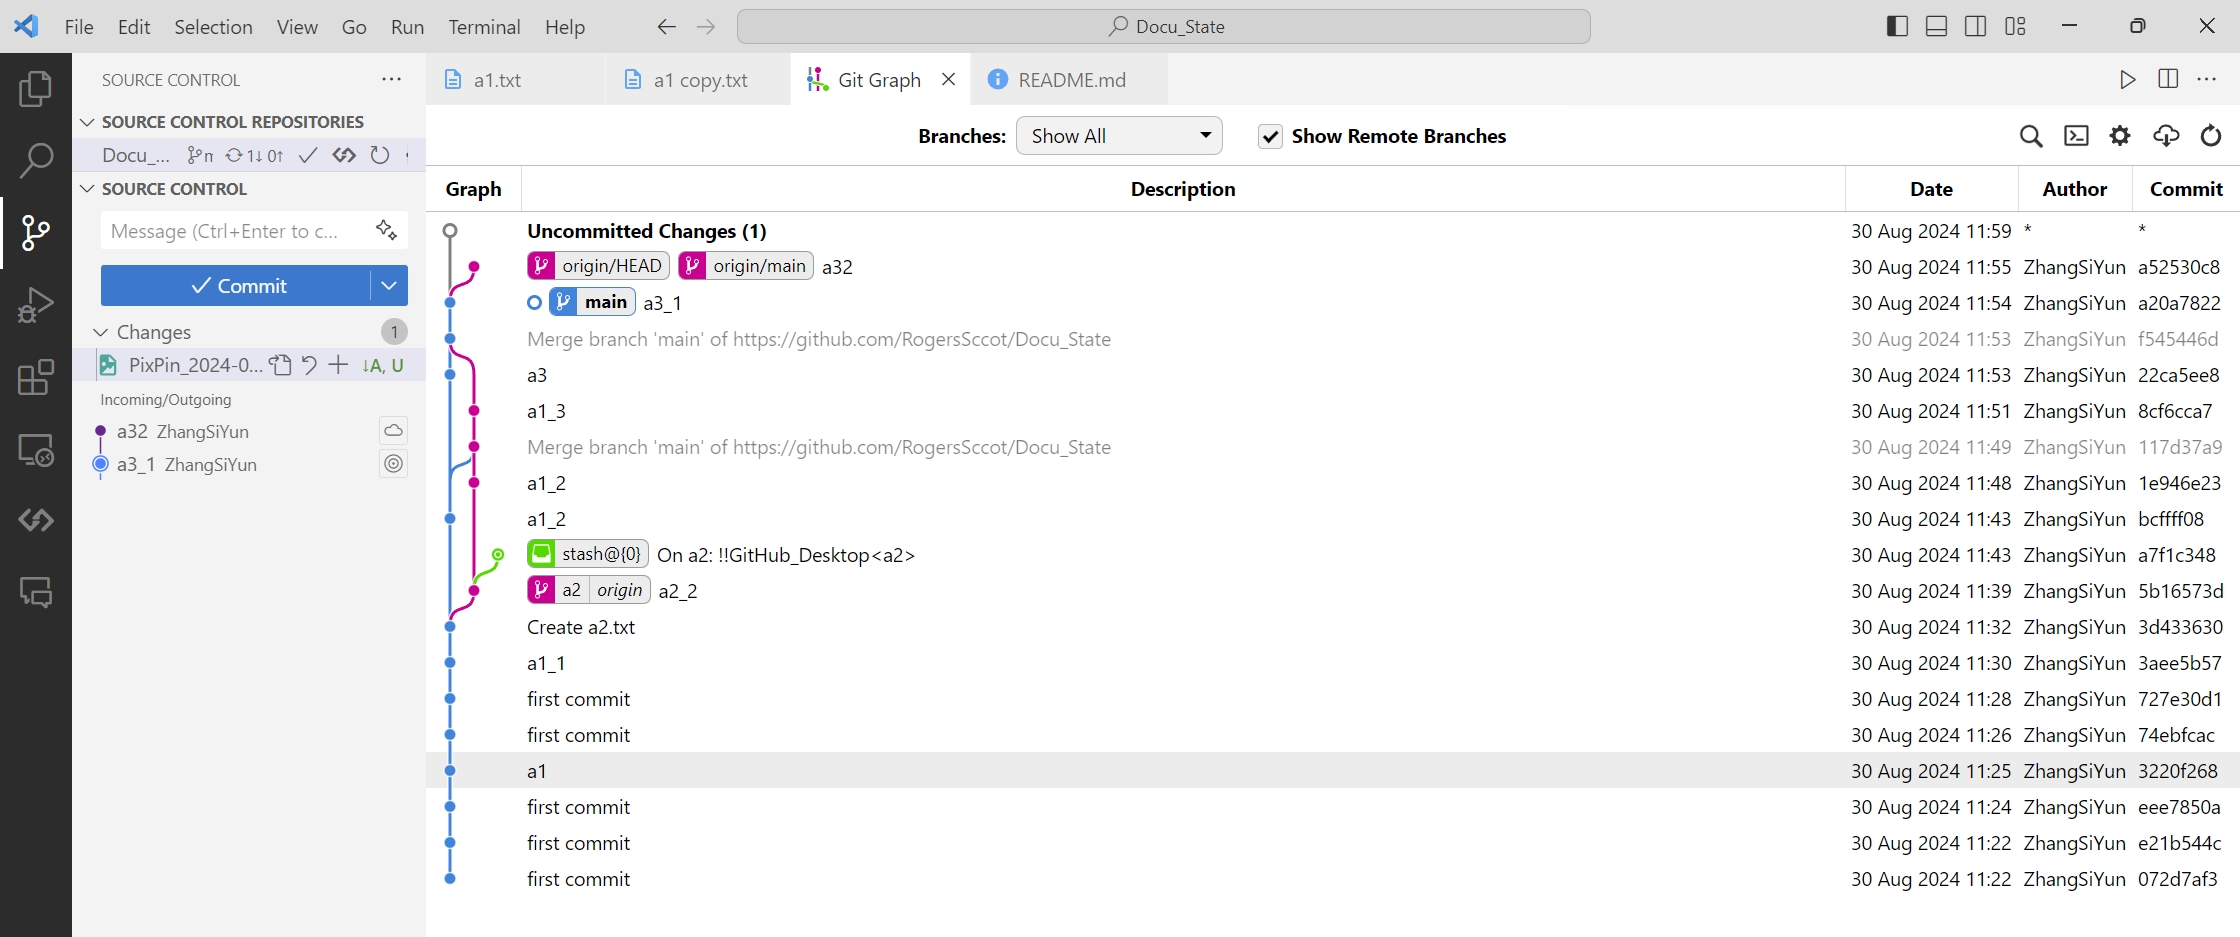 File Edit Selection View Go Run Terminal Help Docu_State
SOURCE CONTROL
a1.txt a1 copy.txt Git Graph README.md
SOURCE CONTROL REPOSITORIES
Docu_... n 1↓ 0↑
SOURCE CONTROL
Message (Ctrl+Enter to c...
Commit
Changes 1
PixPin_2024-0... ↓A, U
Incoming/Outgoing
a32 ZhangSiYun
a3_1 ZhangSiYun
Branches: Show All Show Remote Branches
Graph Description Date Author Commit
Uncommitted Changes (1) 30 Aug 2024 11:59 * *
origin/HEAD origin/main a32 30 Aug 2024 11:55 ZhangSiYun a52530c8
main a3_1 30 Aug 2024 11:54 ZhangSiYun a20a7822
Merge branch 'main' of https://github.com/RogersSccot/Docu_State 30 Aug 2024 11:53 ZhangSiYun f545446d
a3 30 Aug 2024 11:53 ZhangSiYun 22ca5ee8
a1_3 30 Aug 2024 11:51 ZhangSiYun 8cf6cca7
Merge branch 'main' of https://github.com/RogersSccot/Docu_State 30 Aug 2024 11:49 ZhangSiYun 117d37a9
a1_2 30 Aug 2024 11:48 ZhangSiYun 1e946e23
a1_2 30 Aug 2024 11:43 ZhangSiYun bcffff08
stash@{0} On a2: !!GitHub_Desktop<a2> 30 Aug 2024 11:43 ZhangSiYun a7f1c348
a2 origin a2_2 30 Aug 2024 11:39 ZhangSiYun 5b16573d
Create a2.txt 30 Aug 2024 11:32 ZhangSiYun 3d433630
a1_1 30 Aug 2024 11:30 ZhangSiYun 3aee5b57
first commit 30 Aug 2024 11:28 ZhangSiYun 727e30d1
first commit 30 Aug 2024 11:26 ZhangSiYun 74ebfcac
a1 30 Aug 2024 11:25 ZhangSiYun 3220f268
first commit 30 Aug 2024 11:24 ZhangSiYun eee7850a
first commit 30 Aug 2024 11:22 ZhangSiYun e21b544c
first commit 30 Aug 2024 11:22 ZhangSiYun 072d7af3